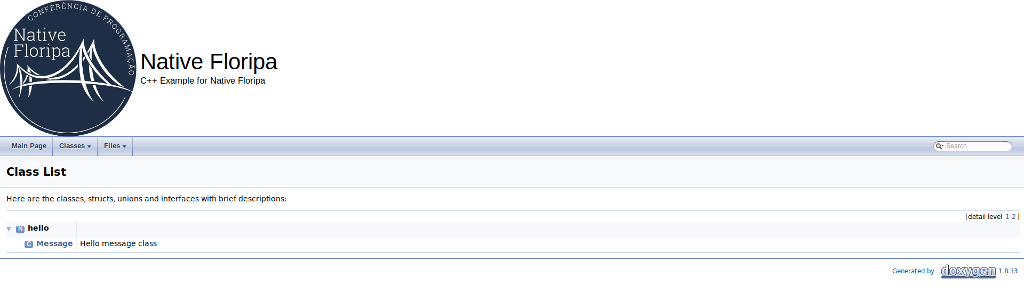 CONFERÊNCIA DE PROGRAMAÇÃO
Native
Floripa
Native Floripa
C++ Example for Native Floripa
Main Page Classes Files Search
Class List
Here are the classes, structs, unions and interfaces with brief descriptions:
[detail level 1 2]
N hello
C Message Hello message class
Generated by doxygen 1.8.13